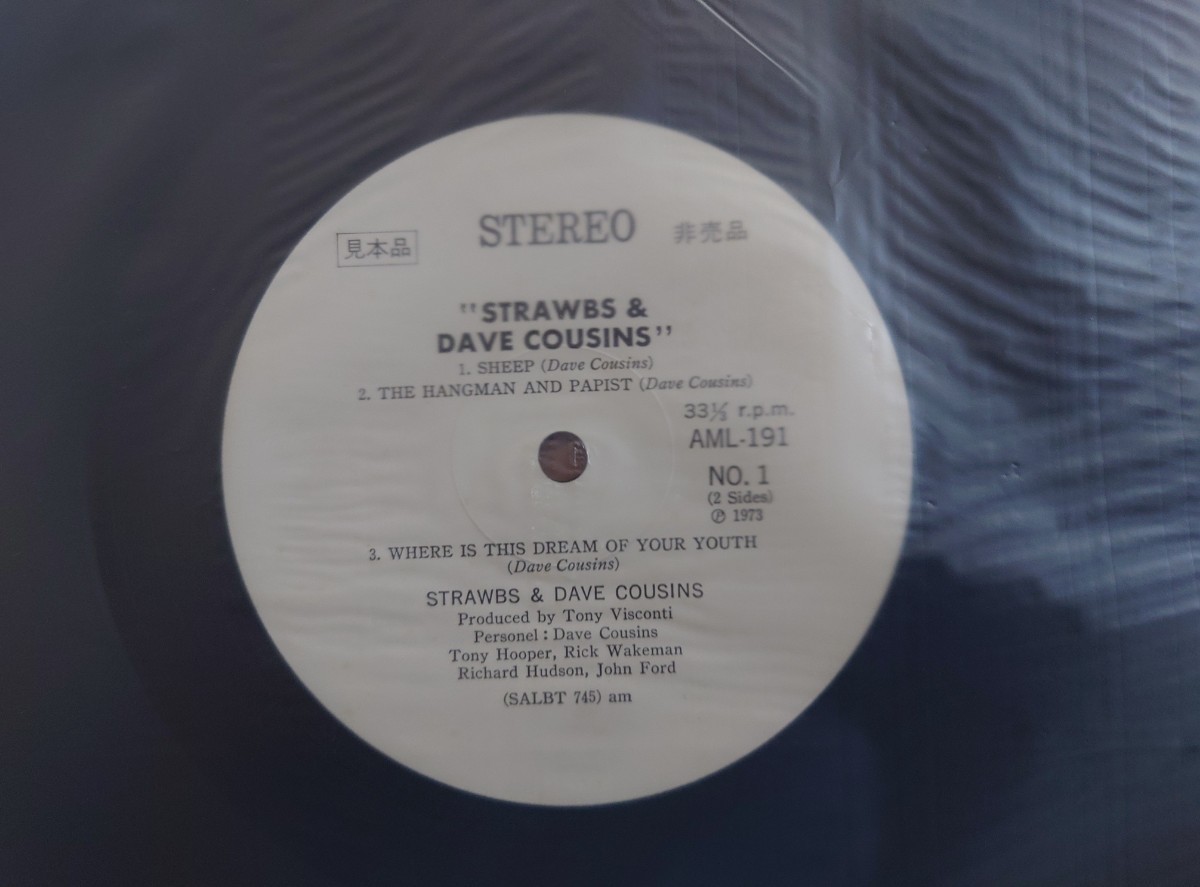 見本品 STEREO 非売品
"STRAWBS &
DAVE COUSINS"
1. SHEEP (Dave Cousins)
2. THE HANGMAN AND PAPIST (Dave Cousins)
33⅓ r.p.m.
AML-191
NO. 1
(2 Sides)
℗ 1973
3. WHERE IS THIS DREAM OF YOUR YOUTH
(Dave Cousins)
STRAWBS & DAVE COUSINS
Produced by Tony Visconti
Personel : Dave Cousins
Tony Hooper, Rick Wakeman
Richard Hudson, John Ford
(SALBT 745) am